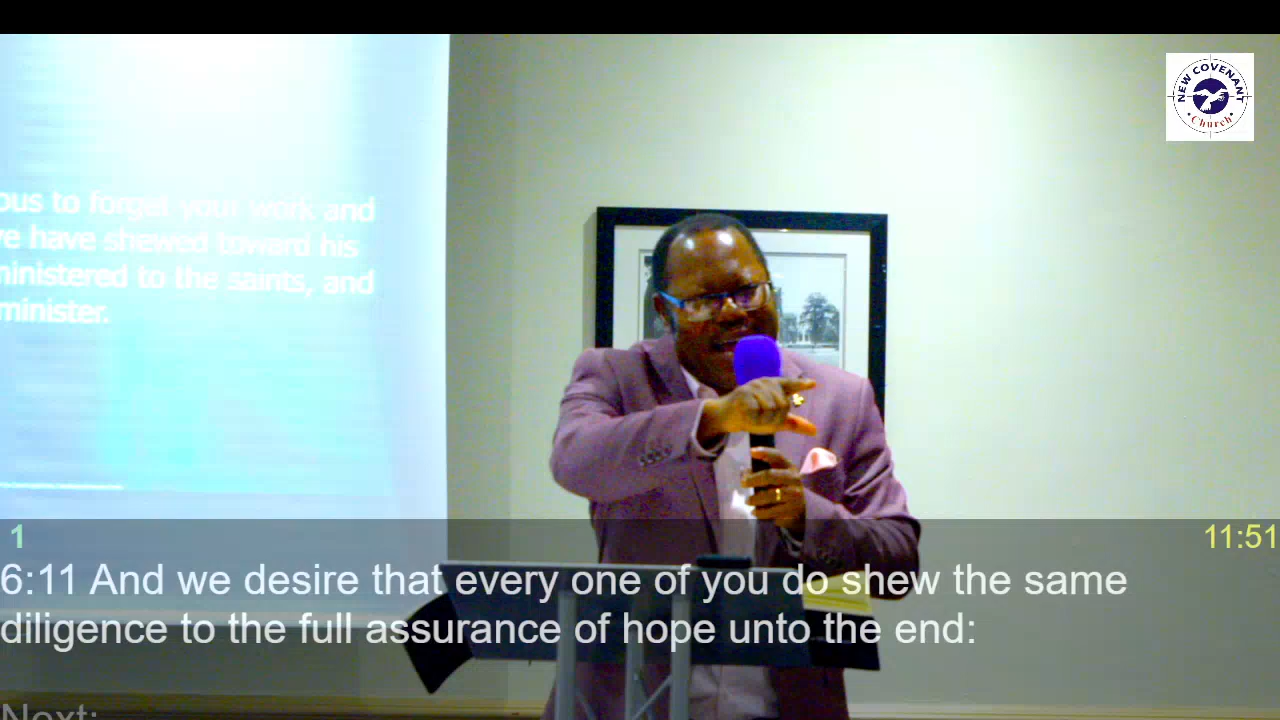 NEW COVENANT
Church
ous to forget your work and
e have shewed toward his
ministered to the saints, and
minister.
1
11:51
6:11 And we desire that every one of you do shew the same
diligence to the full assurance of hope unto the end:
Next: